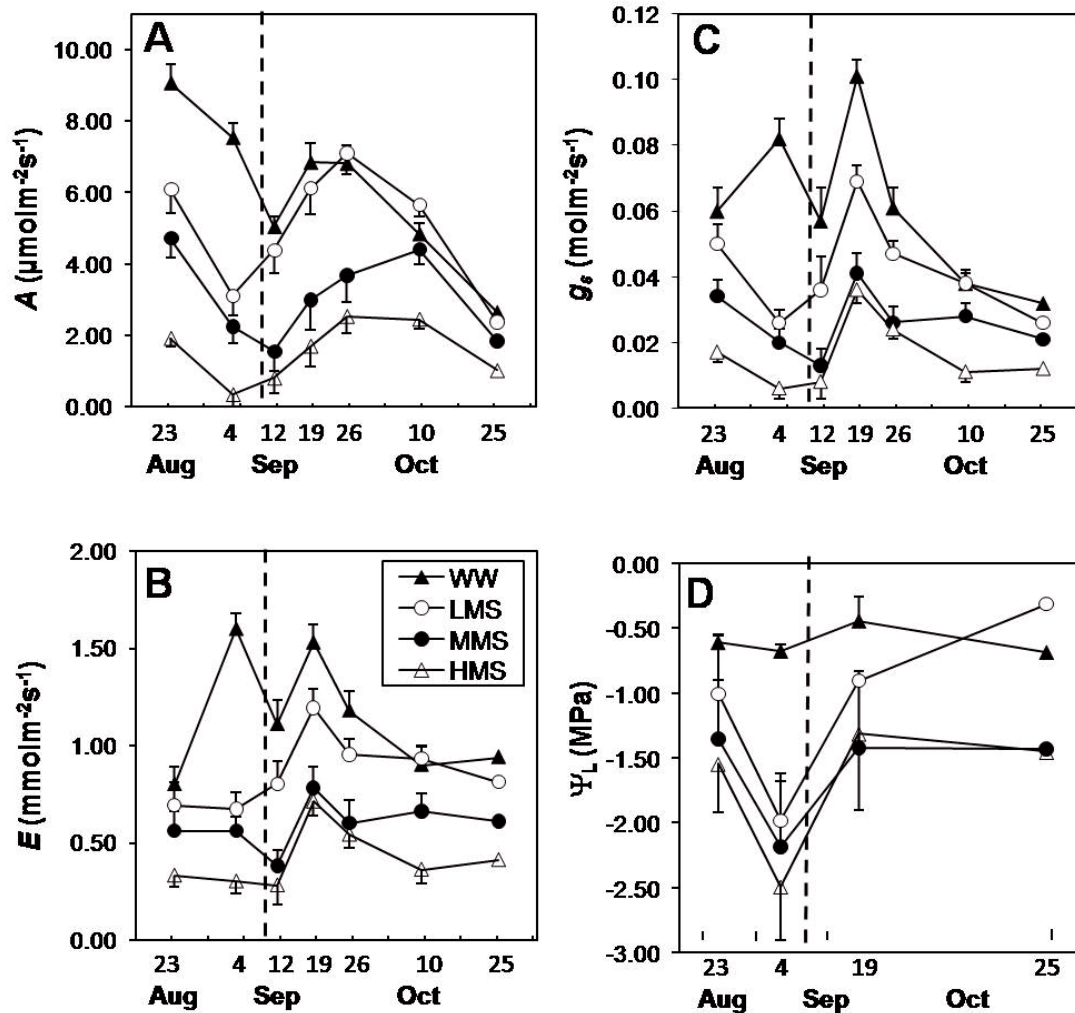 A
A (µmolm-2s-1)
10.00
8.00
6.00
4.00
2.00
0.00
23 4 12 19 26 10 25
Aug Sep Oct
C
gs (molm-2s-1)
0.12
0.10
0.08
0.06
0.04
0.02
0.00
23 4 12 19 26 10 25
Aug Sep Oct
B
E (mmolm-2s-1)
2.00
1.50
1.00
0.50
0.00
WW
LMS
MMS
HMS
23 4 12 19 26 10 25
Aug Sep Oct
D
ΨL (MPa)
0.00
-0.50
-1.00
-1.50
-2.00
-2.50
-3.00
23 4 19 25
Aug Sep Oct